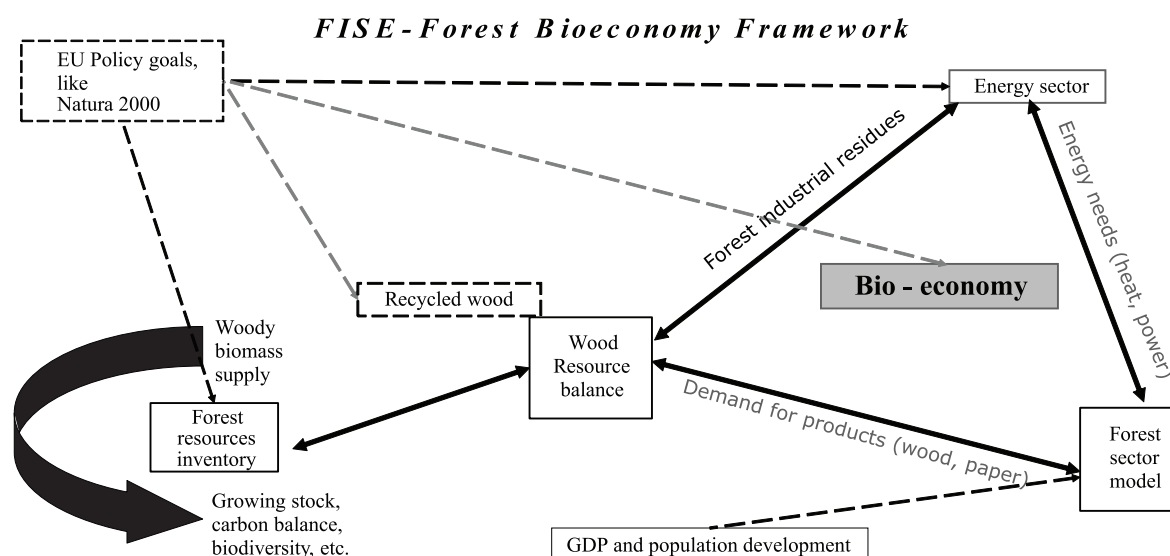 FISE-Forest Bioeconomy Framework
EU Policy goals,
like
Natura 2000
Energy sector
Forest industrial residues
Energy needs (heat, power)
Bio - economy
Recycled wood
Woody
biomass
supply
Wood
Resource
balance
Demand for products (wood, paper)
Forest
resources
inventory
Forest
sector
model
Growing stock,
carbon balance,
biodiversity, etc.
GDP and population development